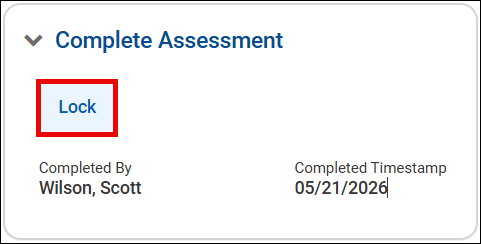 Complete Assessment
Lock
Completed By Completed Timestamp
Wilson, Scott 05/21/2026